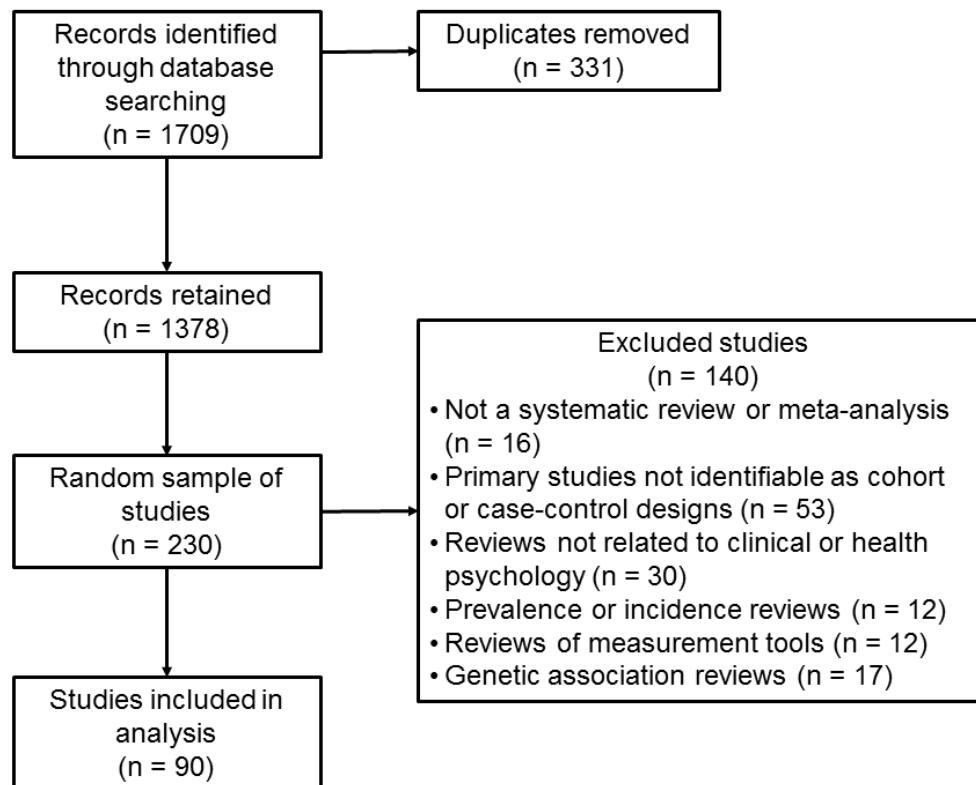 Records identified
through database
searching
(n = 1709)
Duplicates removed
(n = 331)
Records retained
(n = 1378)
Random sample of
studies
(n = 230)
Excluded studies
(n = 140)
• Not a systematic review or meta-analysis
(n = 16)
• Primary studies not identifiable as cohort
or case-control designs (n = 53)
• Reviews not related to clinical or health
psychology (n = 30)
• Prevalence or incidence reviews (n = 12)
• Reviews of measurement tools (n = 12)
• Genetic association reviews (n = 17)
Studies included in
analysis
(n = 90)